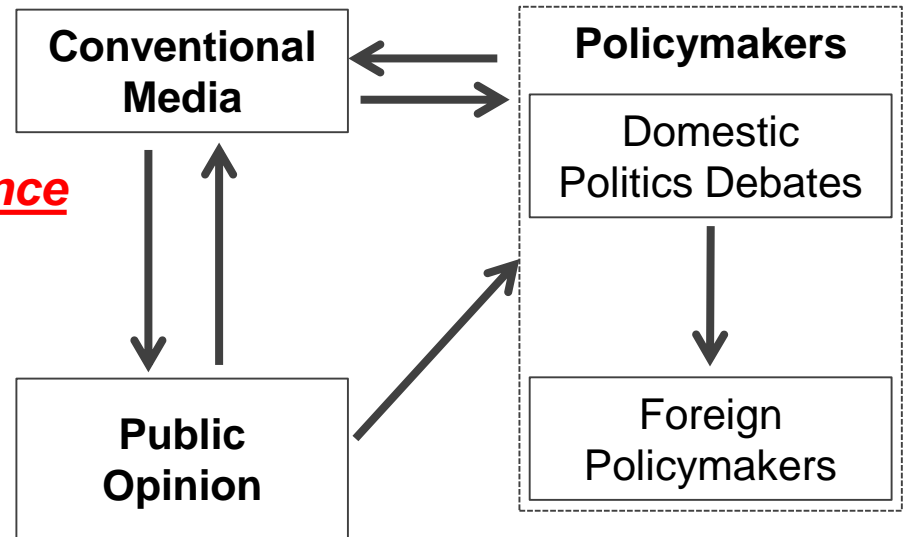 Conventional
Media
Policymakers
Domestic
Politics Debates
nce
Public
Opinion
Foreign
Policymakers